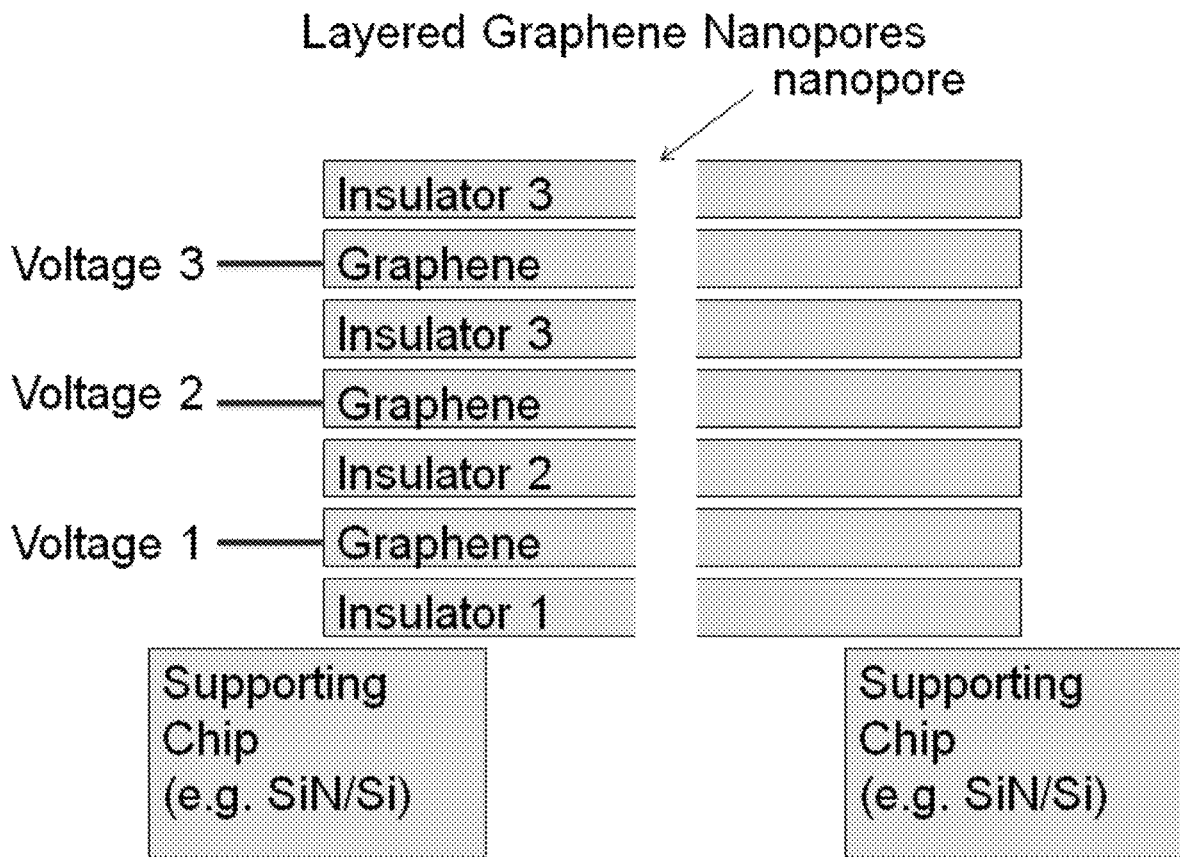 Layered Graphene Nanopores
nanopore
Insulator 3
Voltage 3
Graphene
Insulator 3
Voltage 2
Graphene
Insulator 2
Voltage 1
Graphene
Insulator 1
Supporting
Chip
(e.g. SiN/Si)
Supporting
Chip
(e.g. SiN/Si)